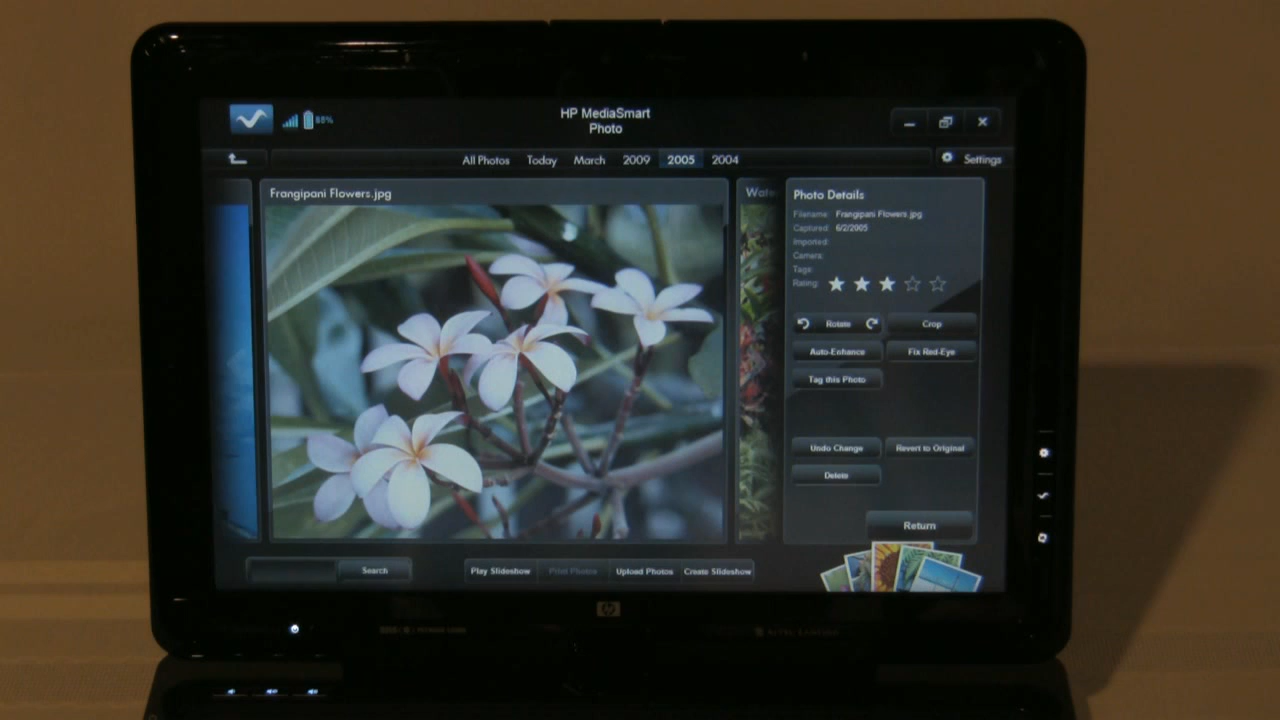 88%
HP MediaSmart
Photo
All Photos Today March 2009 2005 2004
Settings
Frangipani Flowers.jpg
Wate
Photo Details
Filename: Frangipani Flowers.jpg
Captured: 6/2/2005
Imported:
Camera:
Tags:
Rating:
Rotate Crop
Auto-Enhance Fix Red-Eye
Tag this Photo
Undo Change Revert to Original
Delete
Return
Search
Play Slideshow Print Photos Upload Photos Create Slideshow
hp